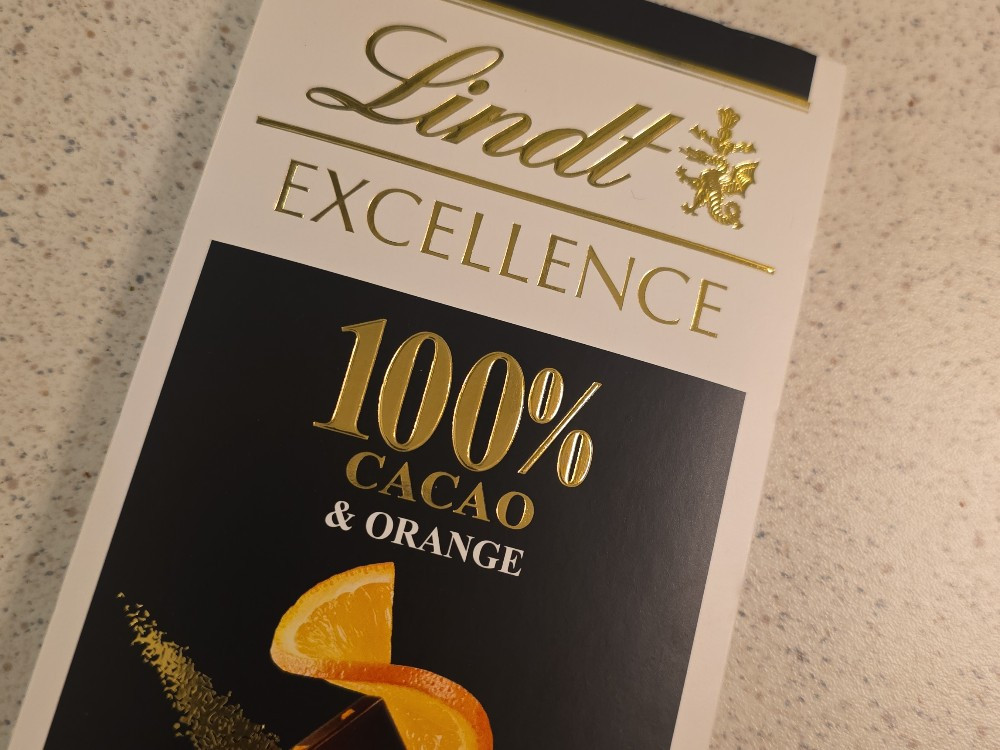 Lindt
EXCELLENCE
100%
CACAO
& ORANGE